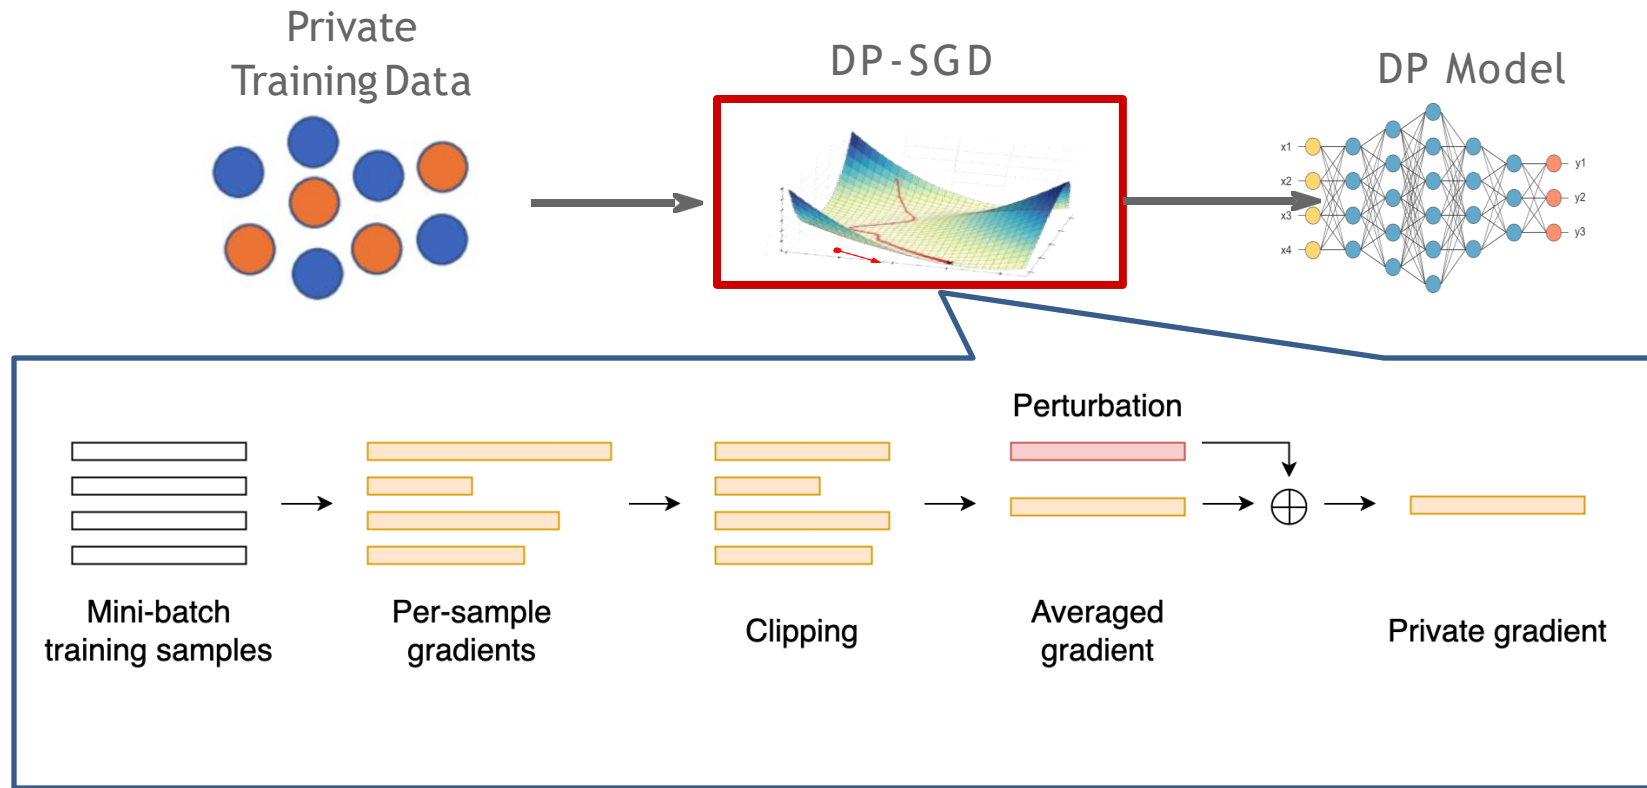 Private
Training Data
DP-SGD
DP Model
x1
x2
x3
x4
y1
y2
y3
Perturbation
Mini-batch
training samples
Per-sample
gradients
Clipping
Averaged
gradient
Private gradient